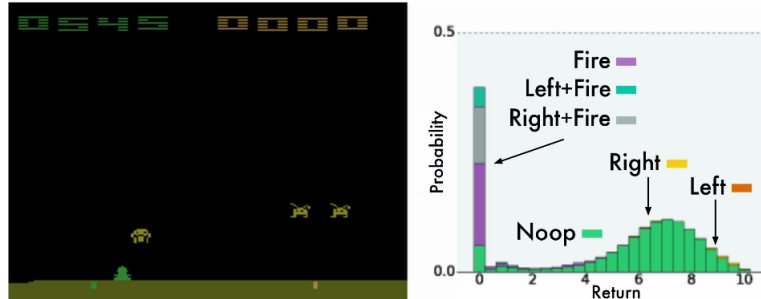 0545 0000
0.5
Fire
Left+Fire
Right+Fire
Probability
Right
Left
Noop
0.0
0 2 4 6 8 10
Return